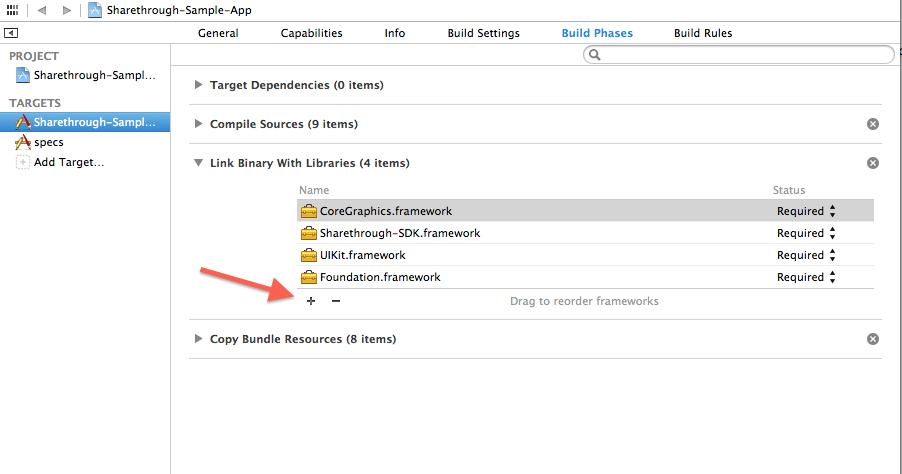 Sharethrough-Sample-App
General Capabilities Info Build Settings Build Phases Build Rules
PROJECT
Sharethrough-Sampl...
TARGETS
Sharethrough-Sampl...
specs
Add Target...
Target Dependencies (0 items)
Compile Sources (9 items)
Link Binary With Libraries (4 items)
Name Status
CoreGraphics.framework Required
Sharethrough-SDK.framework Required
UIKit.framework Required
Foundation.framework Required
+ − Drag to reorder frameworks
Copy Bundle Resources (8 items)